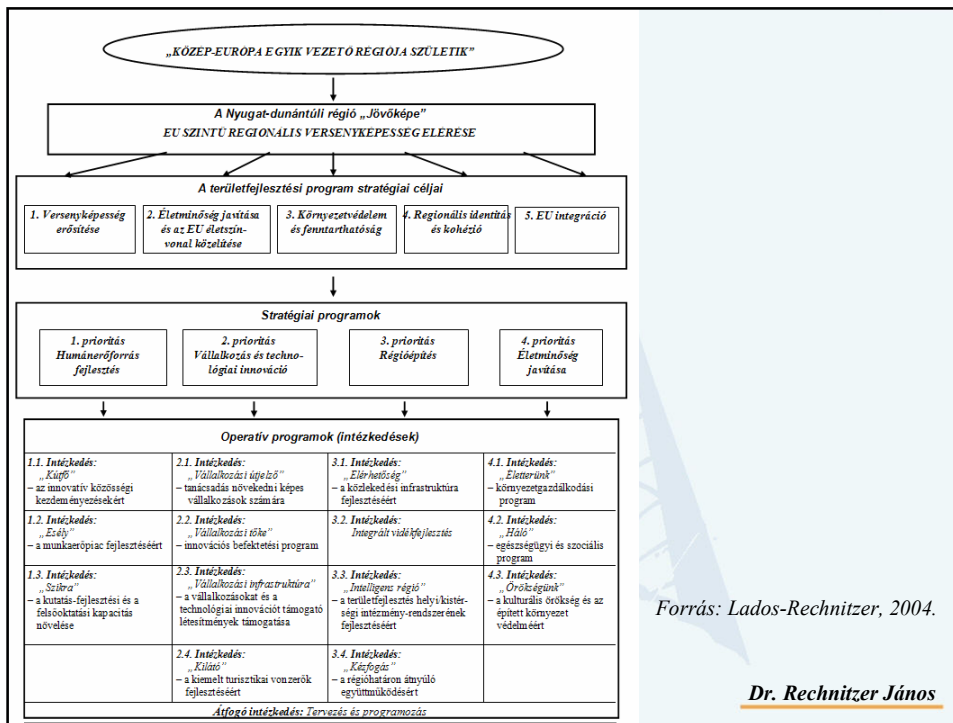 „KÖZÉP-EURÓPA EGYIK VEZETŐ RÉGIÓJA SZÜLETIK”
A Nyugat-dunántúli régió „Jövőképe”
EU SZINTŰ REGIONÁLIS VERSENYKÉPESSÉG ELÉRÉSE
A területfejlesztési program stratégiai céljai
1. Versenyképesség
erősítése
2. Életminőség javítása
és az EU életszín-
vonal közelítése
3. Környezetvédelem
és fenntarthatóság
4. Regionális identitás
és kohézió
5. EU integráció
Stratégiai programok
1. prioritás
Humánerőforrás
fejlesztés
2. prioritás
Vállalkozás és techno-
lógiai innováció
3. prioritás
Régióépítés
4. prioritás
Életminőség
javítása
Operatív programok (intézkedések)
1.1. Intézkedés:
„Kútfő”
– az innovatív közösségi
kezdeményezésekért
2.1. Intézkedés:
„Vállalkozási útjelző”
– tanácsadás növekedni képes
vállalkozások számára
3.1. Intézkedés:
„Elérhetőség”
– a közlekedési infrastruktúra
fejlesztéséért
4.1. Intézkedés:
„Életterünk”
– környezetgazdálkodási
program
1.2. Intézkedés:
„Esély”
– a munkaerőpiac fejlesztéséért
2.2. Intézkedés:
„Vállalkozási tőke”
– innovációs befektetési program
3.2. Intézkedés:
Integrált vidékfejlesztés
4.2. Intézkedés:
„Háló”
– egészségügyi és szociális
program
1.3. Intézkedés:
„Szikra”
– a kutatás-fejlesztési és a
felsőoktatási kapacitás
növelése
2.3. Intézkedés:
„Vállalkozási infrastruktúra”
– a vállalkozásokat és a
technológiai innovációt támogató
létesítmények támogatása
3.3. Intézkedés:
„Intelligens régió”
– a területfejlesztés helyi/kistér-
ségi intézmény-rendszerének
fejlesztéséért
4.3. Intézkedés:
„Örökségünk”
– a kulturális örökség és az
épített környezet
védelméért
2.4. Intézkedés:
„Kilátó”
– a kiemelt turisztikai vonzerők
fejlesztéséért
3.4. Intézkedés:
„Kézfogás”
– a régióhatáron átnyúló
együttműködésért
Átfogó intézkedés: Tervezés és programozás
Forrás: Lados-Rechnitzer, 2004.
Dr. Rechnitzer János